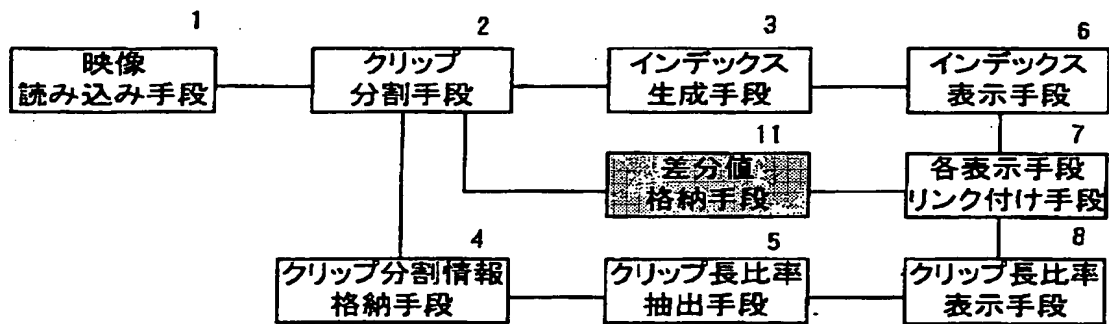 1
映像
読み込み手段
2
クリップ
分割手段
3
インデックス
生成手段
6
インデックス
表示手段
11
差分値
格納手段
7
各表示手段
リンク付け手段
4
クリップ分割情報
格納手段
5
クリップ長比率
抽出手段
8
クリップ長比率
表示手段